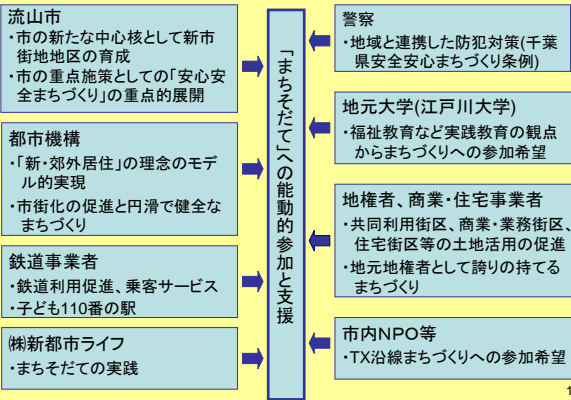 流山市
・市の新たな中心核として新市
街地地区の育成
・市の重点施策としての「安心安
全まちづくり」の重点的展開
都市機構
・「新・郊外居住」の理念のモデ
ル的実現
・市街化の促進と円滑で健全な
まちづくり
鉄道事業者
・鉄道利用促進、乗客サービス
・子ども110番の駅
㈱新都市ライフ
・まちそだての実践
「まちそだて」への能動的参加と支援
警察
・地域と連携した防犯対策(千葉
県安全安心まちづくり条例)
地元大学(江戸川大学)
・福祉教育など実践教育の観点
からまちづくりへの参加希望
地権者、商業・住宅事業者
・共同利用街区、商業・業務街区、
住宅街区等の土地活用の促進
・地元地権者として誇りの持てる
まちづくり
市内NPO等
・TX沿線まちづくりへの参加希望
1